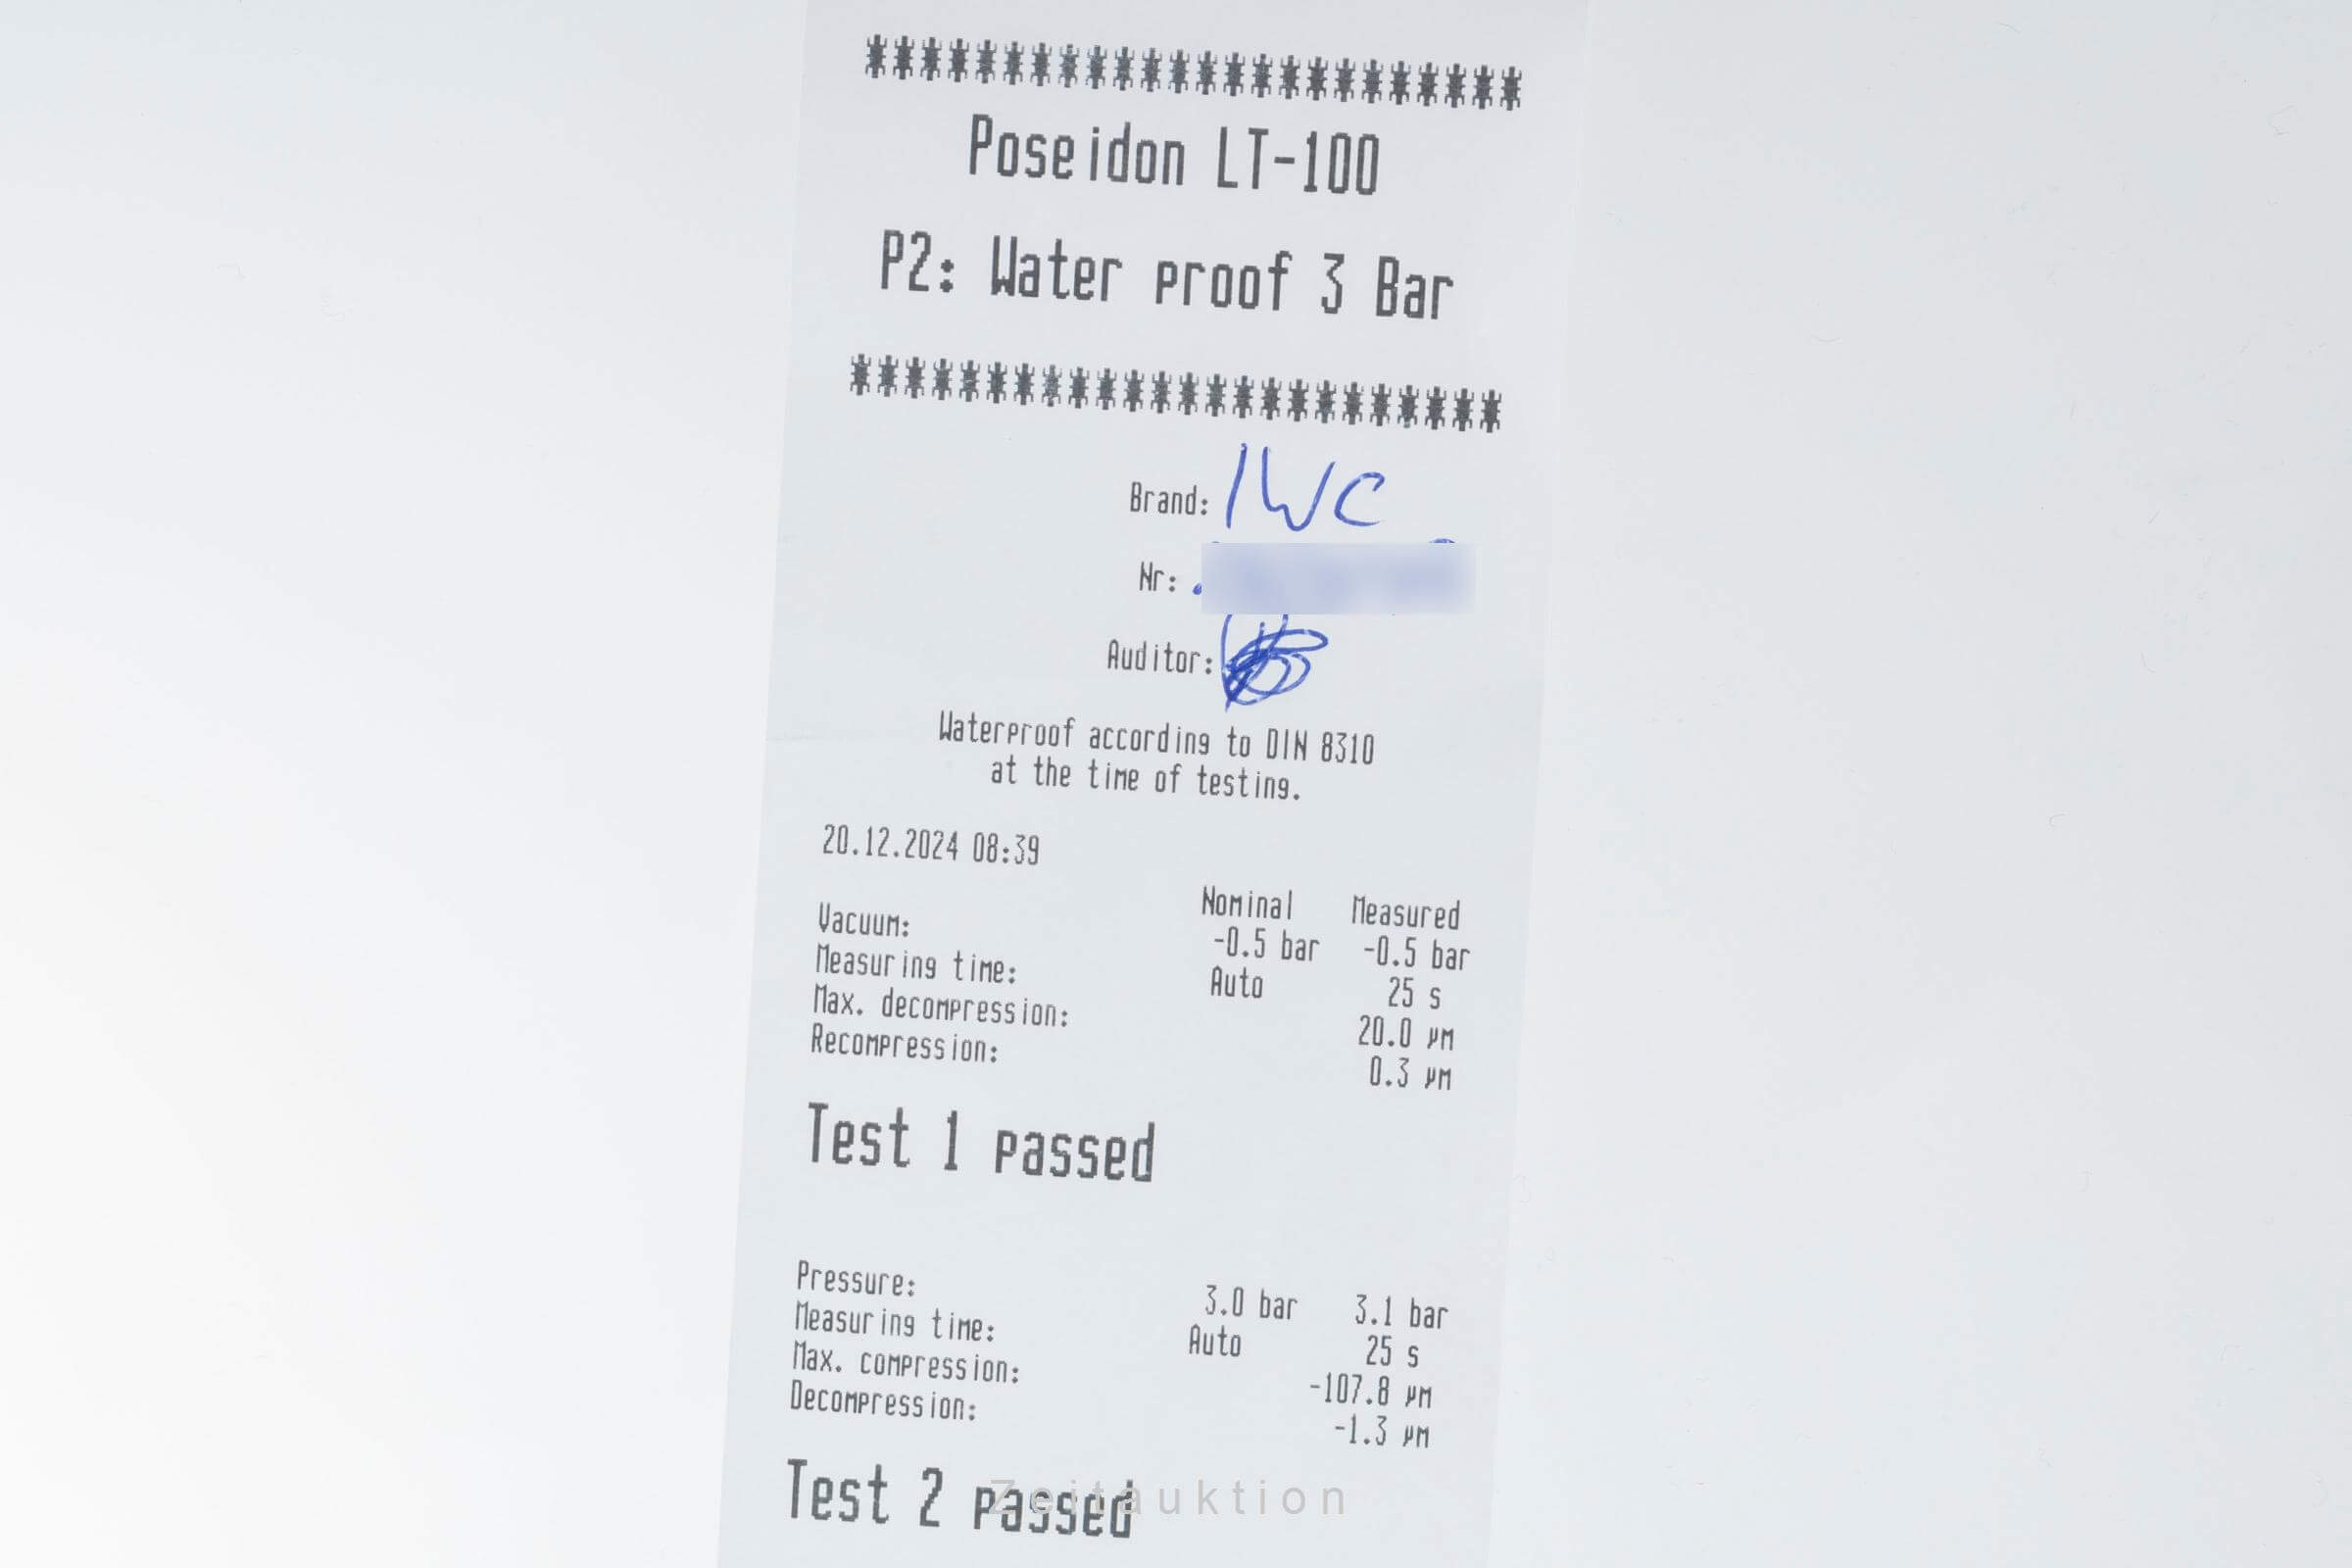 ************************
Poseidon LT-100
P2: Water proof 3 Bar
************************
Brand: IWC
Nr:
Auditor:
Waterproof according to DIN 8310
at the time of testing.
20.12.2024 08:39
Nominal Measured
Vacuum: -0.5 bar -0.5 bar
Measuring time: Auto 25 s
Max. decompression: 20.0 µm
Recompression: 0.3 µm
Test 1 passed
Pressure: 3.0 bar 3.1 bar
Measuring time: Auto 25 s
Max. compression: -107.8 µm
Decompression: -1.3 µm
Test 2 passed
Zeitauktion